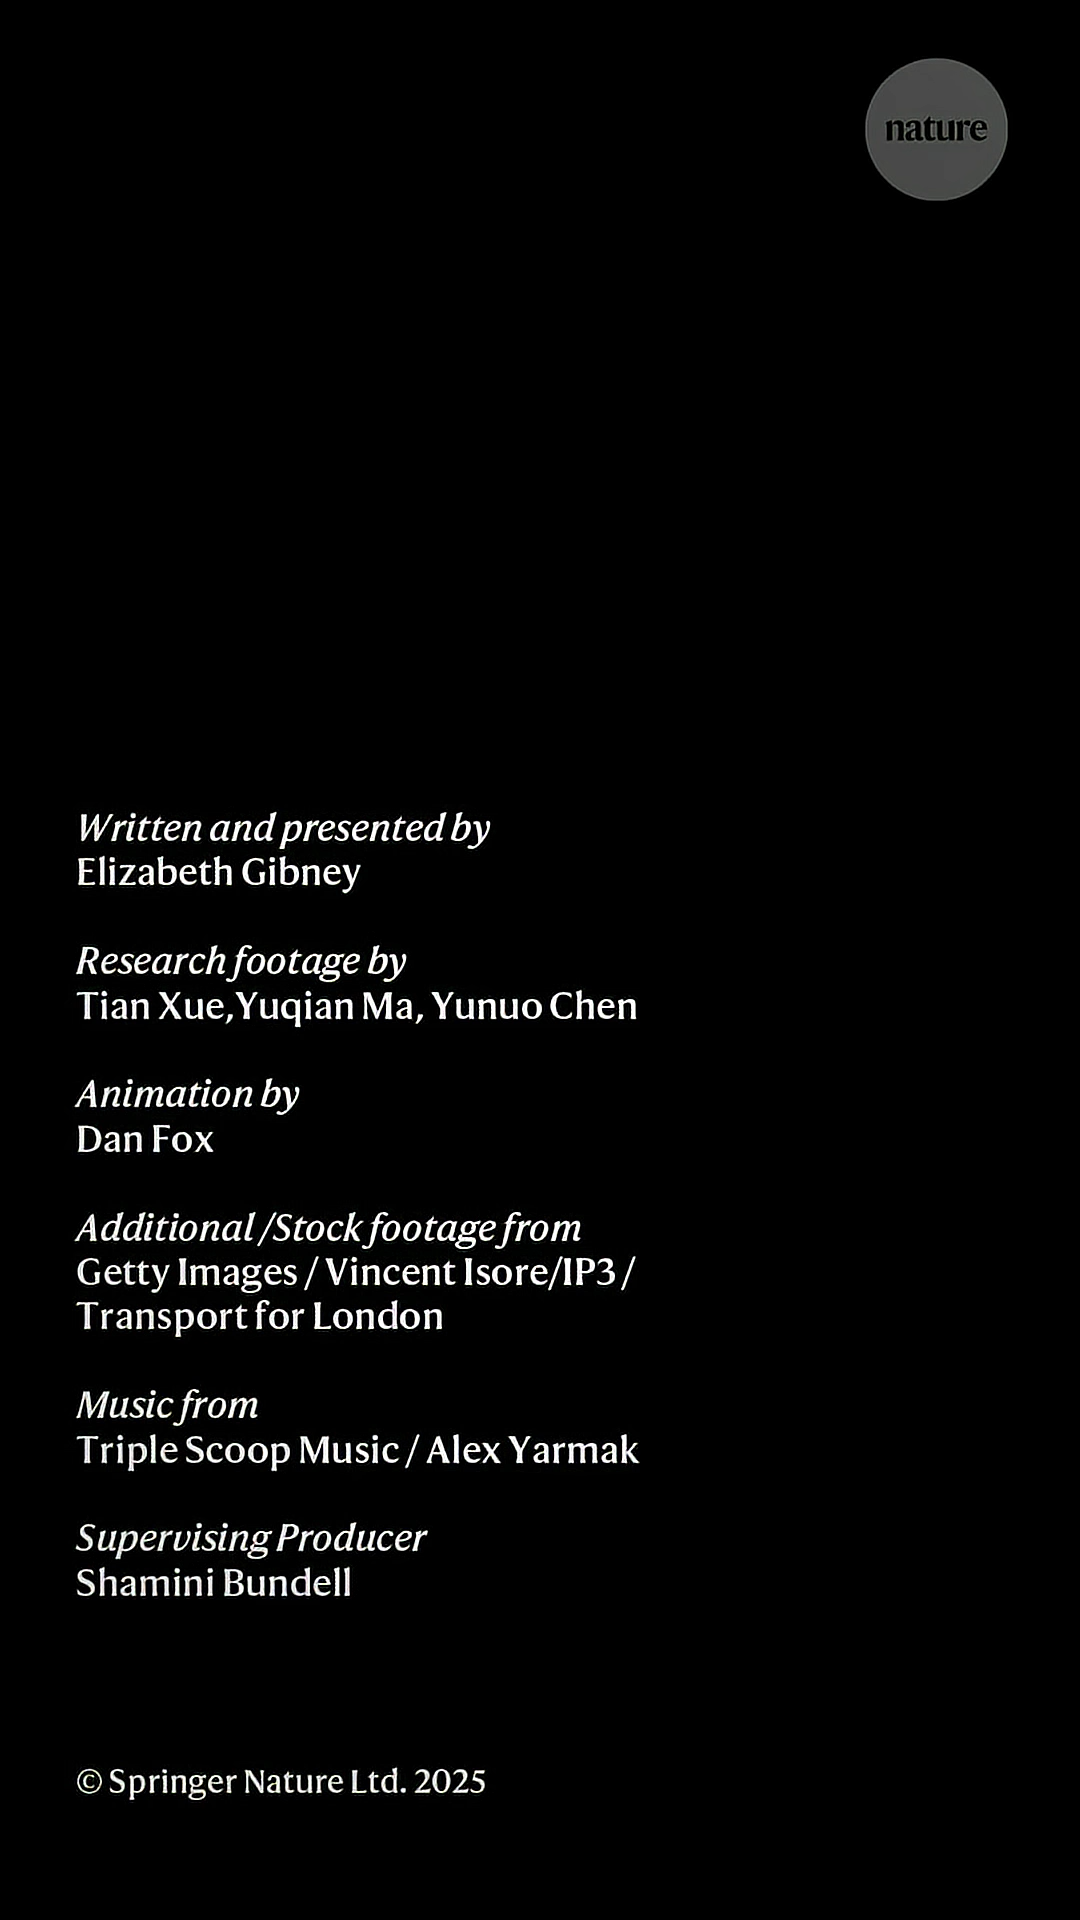 nature
Written and presented by
Elizabeth Gibney
Research footage by
Tian Xue,Yuqian Ma, Yunuo Chen
Animation by
Dan Fox
Additional /Stock footage from
Getty Images / Vincent Isore/IP3 /
Transport for London
Music from
Triple Scoop Music / Alex Yarmak
Supervising Producer
Shamini Bundell
© Springer Nature Ltd. 2025